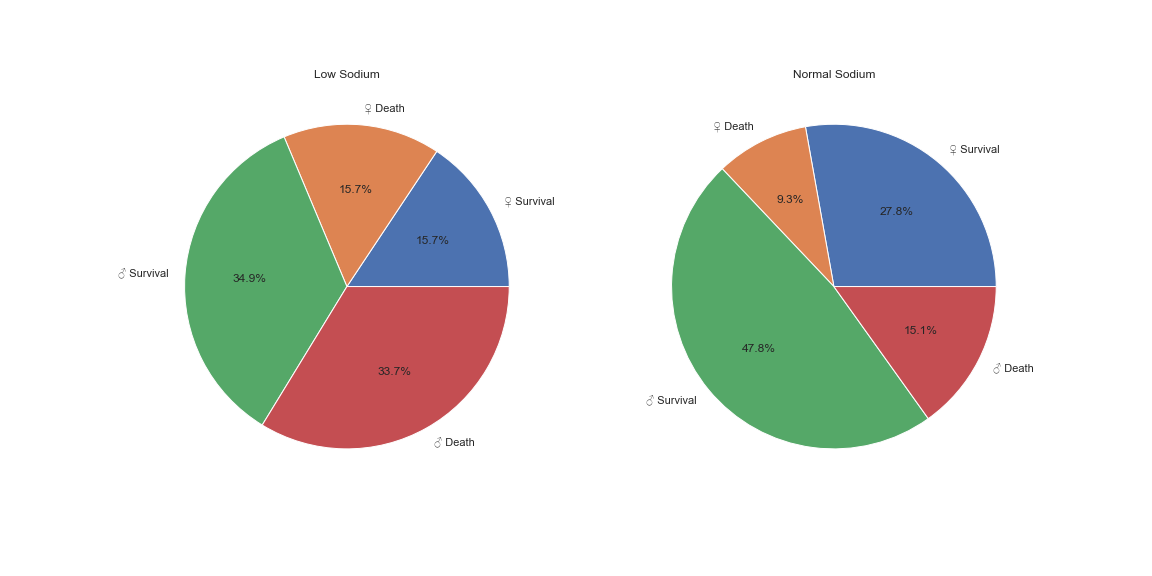 Low Sodium
♀ Death
♀ Survival
♂ Survival
♂ Death
15.7%
15.7%
34.9%
33.7%
Normal Sodium
♀ Death
♀ Survival
♂ Survival
♂ Death
9.3%
27.8%
47.8%
15.1%